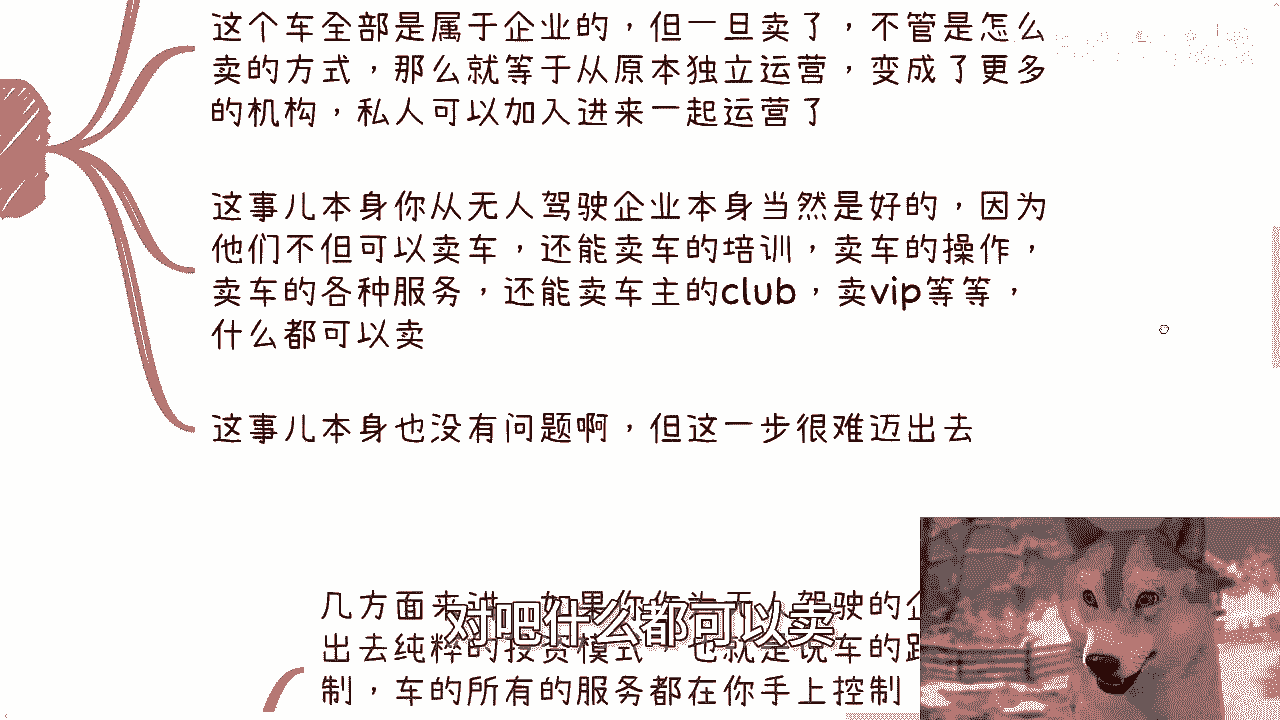 这个车全部是属于企业的，但一旦卖了，不管是怎么
卖的方式，那么就等于从原本独立运营，变成了更多
的机构，私人可以加入进来一起运营了
这事儿本身你从无人驾驶企业本身当然是好的，因为
他们不但可以卖车，还能卖车的培训，卖车的操作，
卖车的各种服务，还能卖车主的club，卖vip等等，
什么都可以卖
这事儿本身也没有问题啊，但这一步很难迈出去
几方面来讲，如果你作为无人驾驶的企
对吧什么都可以卖
出去纯粹的投资模式，也就是说车的
制，车的所有的服务都在你手上控制